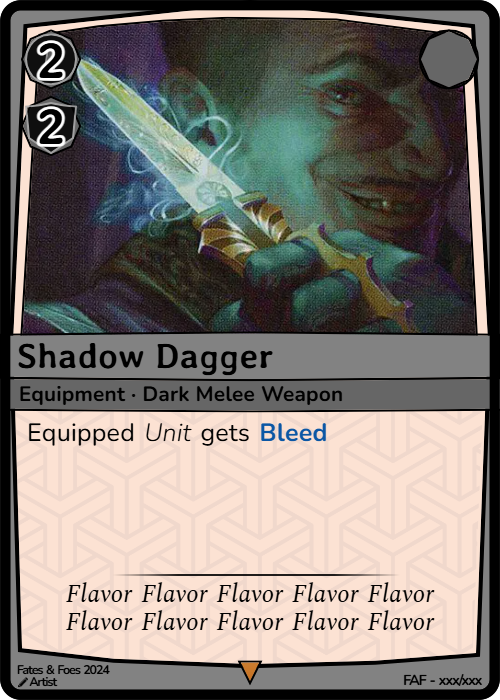 2
2
Shadow Dagger
Equipment · Dark Melee Weapon
Equipped Unit gets Bleed
Flavor Flavor Flavor Flavor Flavor
Flavor Flavor Flavor Flavor Flavor
Fates & Foes 2024
Artist
FAF - xxx/xxx